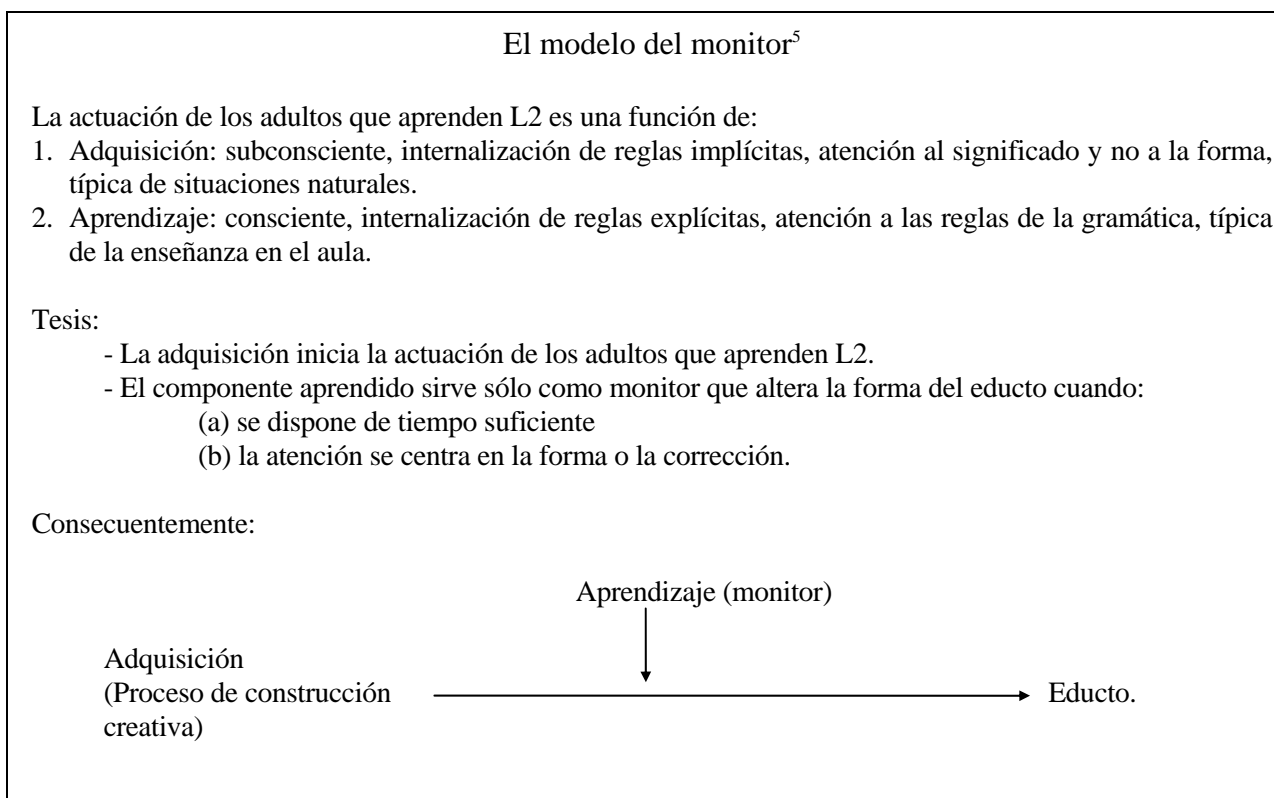 El modelo del monitor⁵
La actuación de los adultos que aprenden L2 es una función de:
1. Adquisición: subconsciente, internalización de reglas implícitas, atención al significado y no a la forma,
típica de situaciones naturales.
2. Aprendizaje: consciente, internalización de reglas explícitas, atención a las reglas de la gramática, típica
de la enseñanza en el aula.
Tesis:
- La adquisición inicia la actuación de los adultos que aprenden L2.
- El componente aprendido sirve sólo como monitor que altera la forma del educto cuando:
(a) se dispone de tiempo suficiente
(b) la atención se centra en la forma o la corrección.
Consecuentemente:
Aprendizaje (monitor)
Adquisición
(Proceso de construcción
creativa)
Educto.